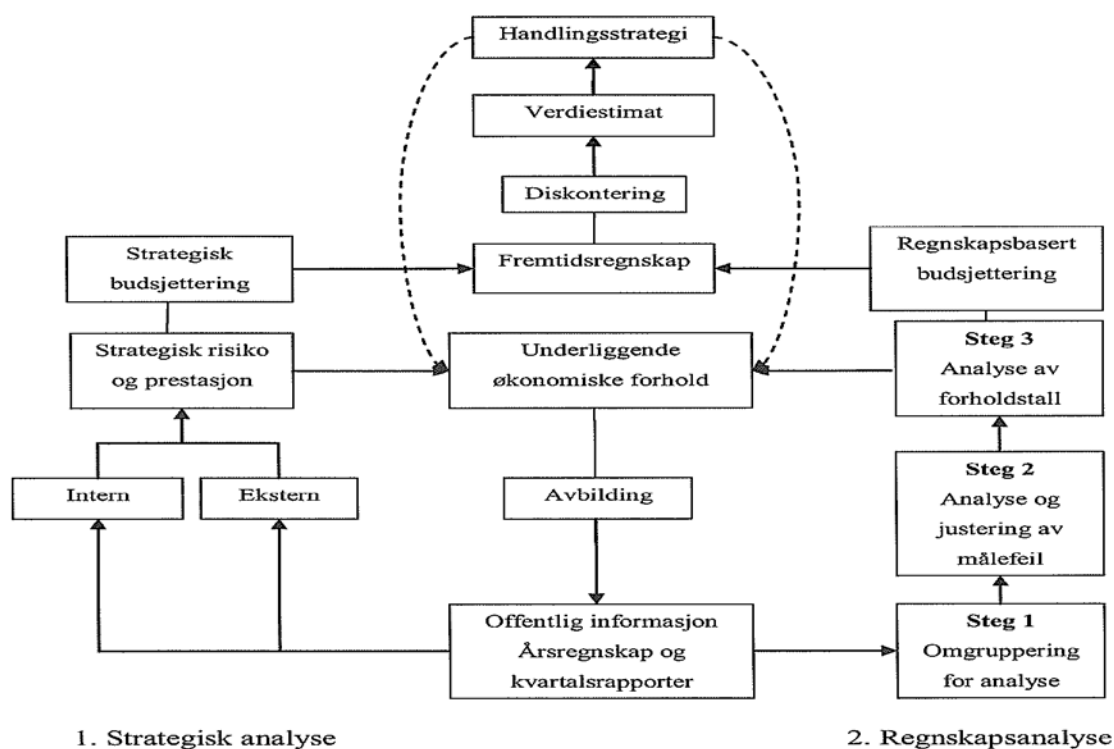 Handlingsstrategi
Verdiestimat
Diskontering
Strategisk
budsjettering
Fremtidsregnskap
Regnskapsbasert
budsjettering
Strategisk risiko
og prestasjon
Underliggende
økonomiske forhold
Steg 3
Analyse av
forholdstall
Intern
Ekstern
Avbilding
Steg 2
Analyse og
justering av
målefeil
Offentlig informasjon
Årsregnskap og
kvartalsrapporter
Steg 1
Omgruppering
for analyse
1. Strategisk analyse
2. Regnskapsanalyse